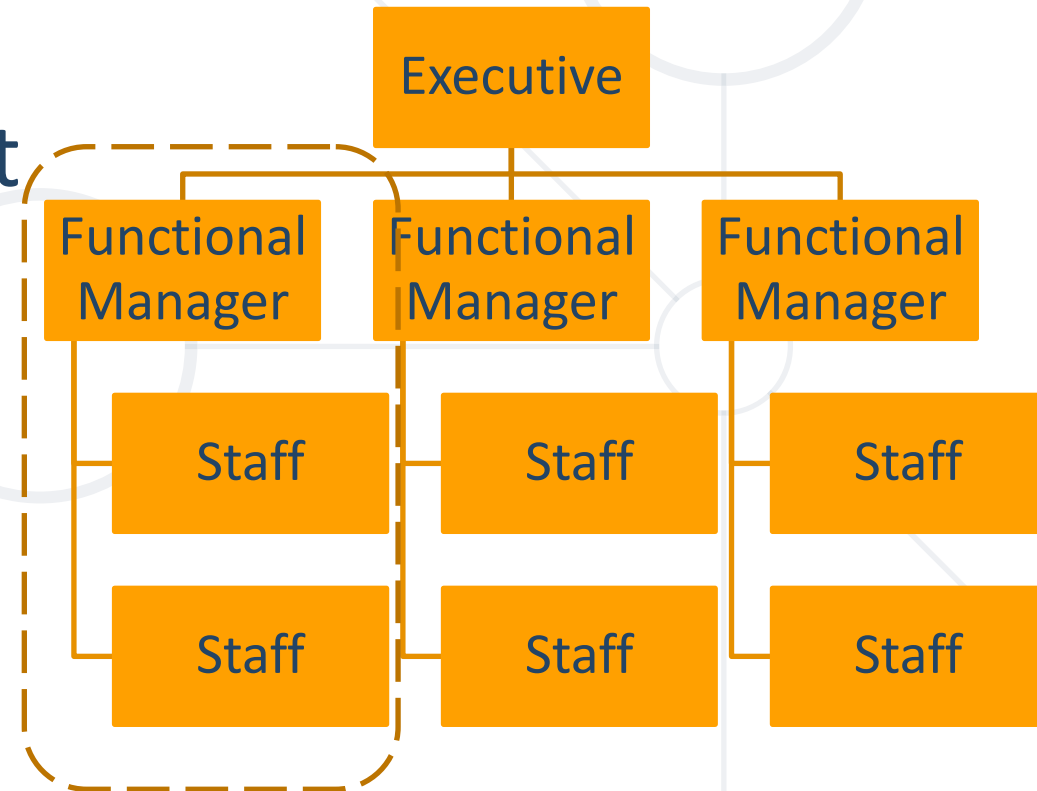 Executive
t
Functional
Manager
Functional
Manager
Functional
Manager
Staff
Staff
Staff
Staff
Staff
Staff